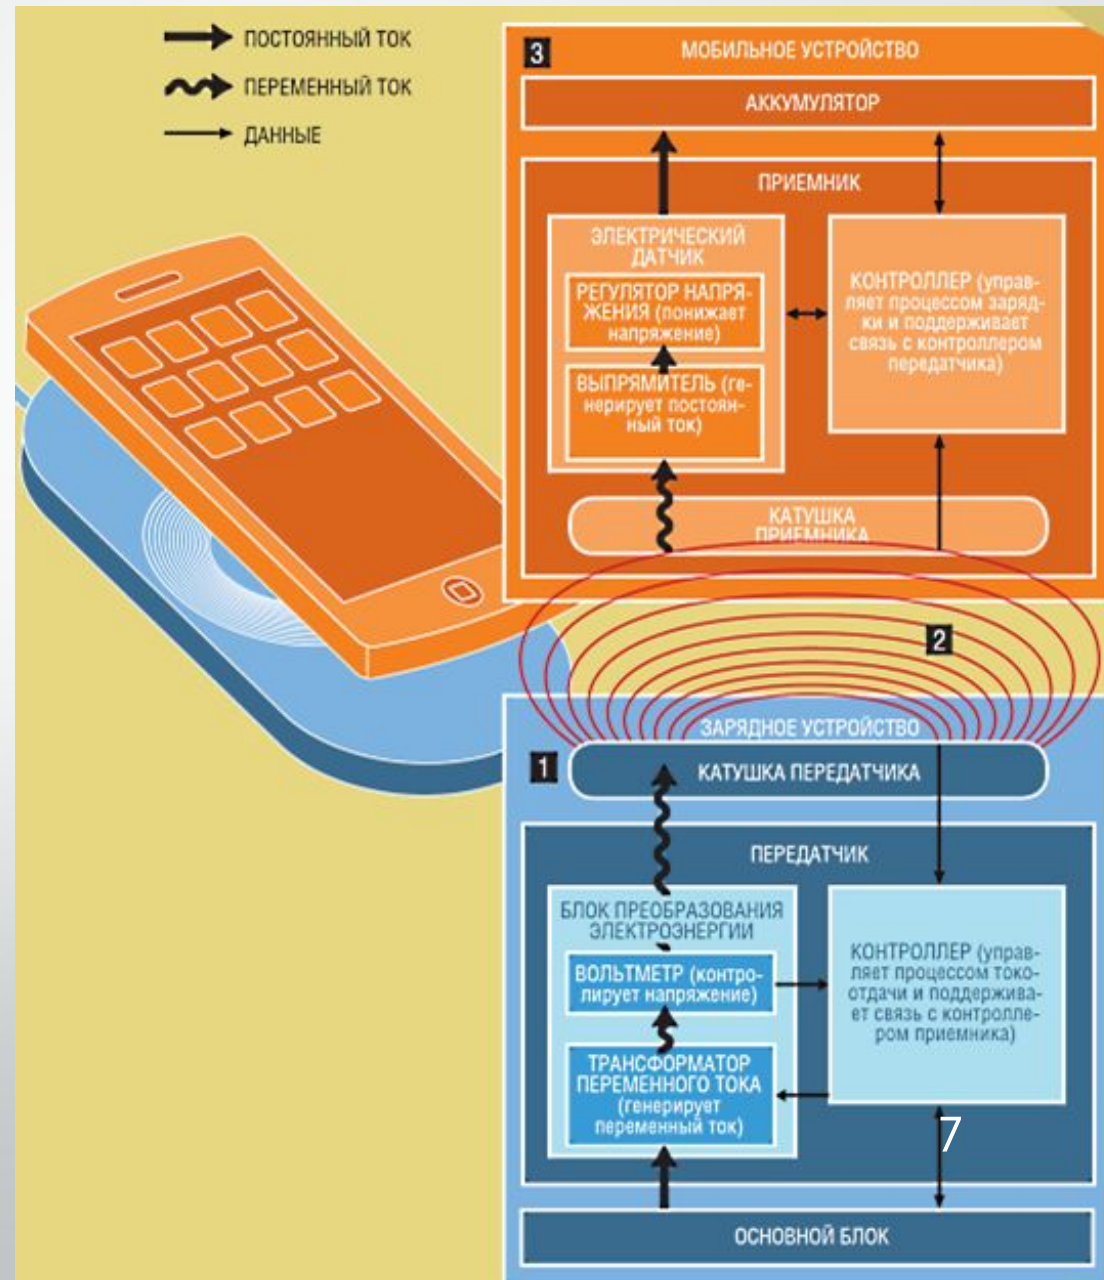 ПОСТОЯННЫЙ ТОК
ПЕРЕМЕННЫЙ ТОК
ДАННЫЕ
3
МОБИЛЬНОЕ УСТРОЙСТВО
АККУМУЛЯТОР
ПРИЕМНИК
ЭЛЕКТРИЧЕСКИЙ
ДАТЧИК
РЕГУЛЯТОР НАПРЯ-
ЖЕНИЯ (понижает
напряжение)
ВЫПРЯМИТЕЛЬ (ге-
нерирует постоян-
ный ток)
КОНТРОЛЛЕР (управ-
ляет процессом заряд-
ки и поддерживает
связь с контроллером
передатчика)
КАТУШКА
ПРИЕМНИКА
2
ЗАРЯДНОЕ УСТРОЙСТВО
1
КАТУШКА ПЕРЕДАТЧИКА
ПЕРЕДАТЧИК
БЛОК ПРЕОБРАЗОВАНИЯ
ЭЛЕКТРОЭНЕРГИИ
ВОЛЬТМЕТР (контро-
лирует напряжение)
ТРАНСФОРМАТОР
ПЕРЕМЕННОГО ТОКА
(генерирует
переменный ток)
КОНТРОЛЛЕР (управ-
ляет процессом токо-
отдачи и поддержива-
ет связь с контролле-
ром приемника)
7
ОСНОВНОЙ БЛОК